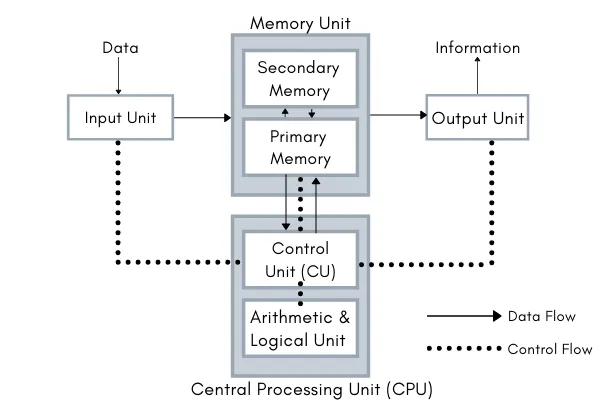 Memory Unit
Data
Information
Secondary
Memory
Input Unit
Output Unit
Primary
Memory
Control
Unit (CU)
Arithmetic &
Logical Unit
Data Flow
Control Flow
Central Processing Unit (CPU)